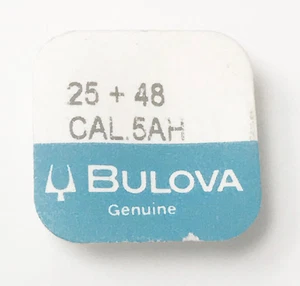 25 + 48
CAL.5AH
BULOVA
Genuine